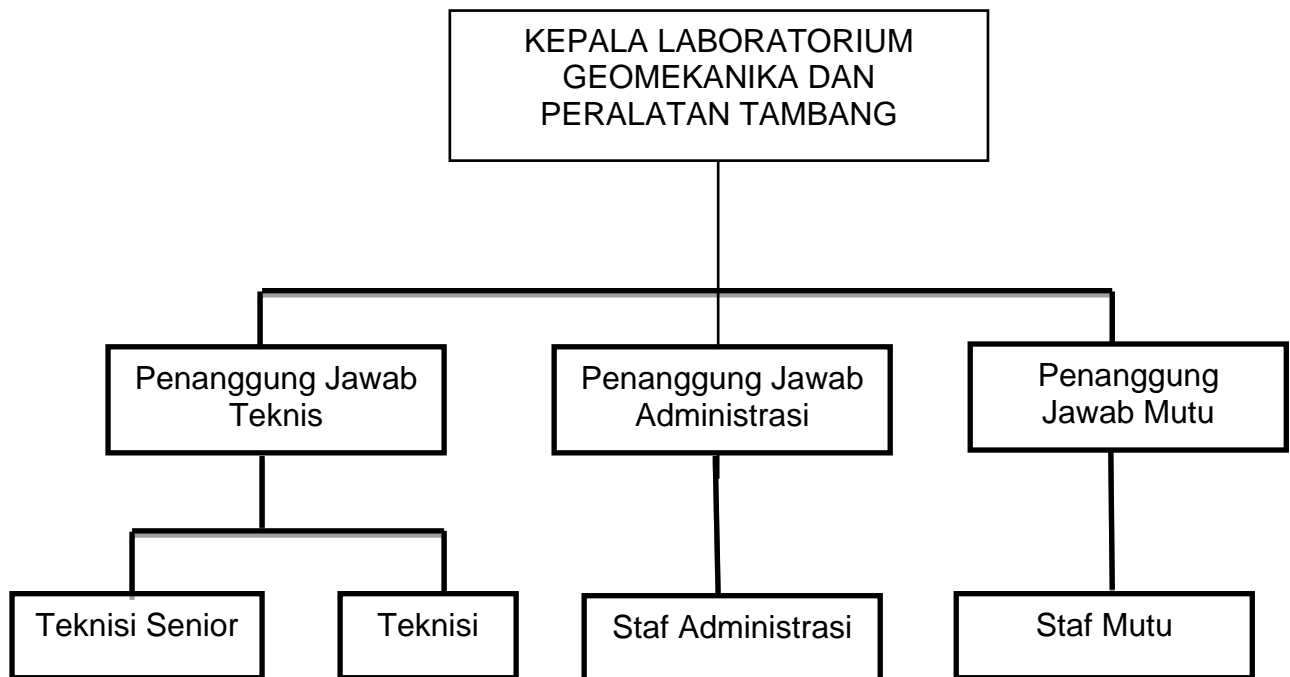 KEPALA LABORATORIUM
GEOMEKANIKA DAN
PERALATAN TAMBANG
Penanggung Jawab
Teknis
Penanggung Jawab
Administrasi
Penanggung
Jawab Mutu
Teknisi Senior
Teknisi
Staf Administrasi
Staf Mutu